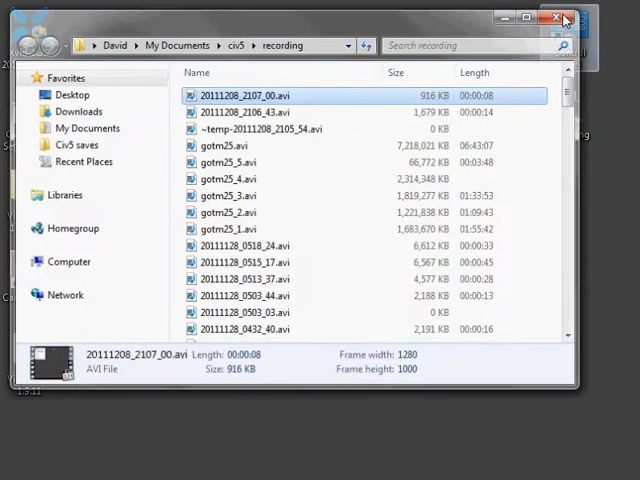 David ▸ My Documents ▸ civ5 ▸ recording
Search recording
Favorites
Desktop
Downloads
My Documents
Civ5 saves
Recent Places
Libraries
Homegroup
Computer
Network
Name Size Length
20111208_2107_00.avi 916 KB 00:00:08
20111208_2106_43.avi 1,679 KB 00:00:14
~temp-20111208_2105_54.avi 0 KB
gotm25.avi 7,218,021 KB 06:43:07
gotm25_5.avi 66,772 KB 00:03:48
gotm25_4.avi 2,314,348 KB
gotm25_3.avi 1,819,277 KB 01:33:53
gotm25_2.avi 1,221,838 KB 01:09:43
gotm25_1.avi 1,683,670 KB 01:55:42
20111128_0518_24.avi 6,612 KB 00:00:33
20111128_0515_17.avi 6,567 KB 00:00:45
20111128_0513_37.avi 4,577 KB 00:00:28
20111128_0503_44.avi 2,188 KB 00:00:13
20111128_0503_03.avi 0 KB
20111128_0432_40.avi 2,191 KB 00:00:16
20111208_2107_00.avi Length: 00:00:08 Frame width: 1280
AVI File Size: 916 KB Frame height: 1000
1.9.11